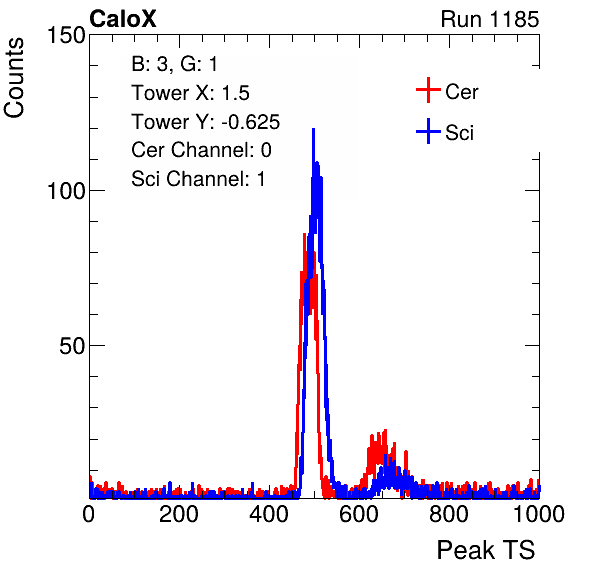 CaloX Run 1185
Counts
150
100
50
B: 3, G: 1
Tower X: 1.5
Tower Y: -0.625
Cer Channel: 0
Sci Channel: 1
Cer
Sci
0 200 400 600 800 1000
Peak TS